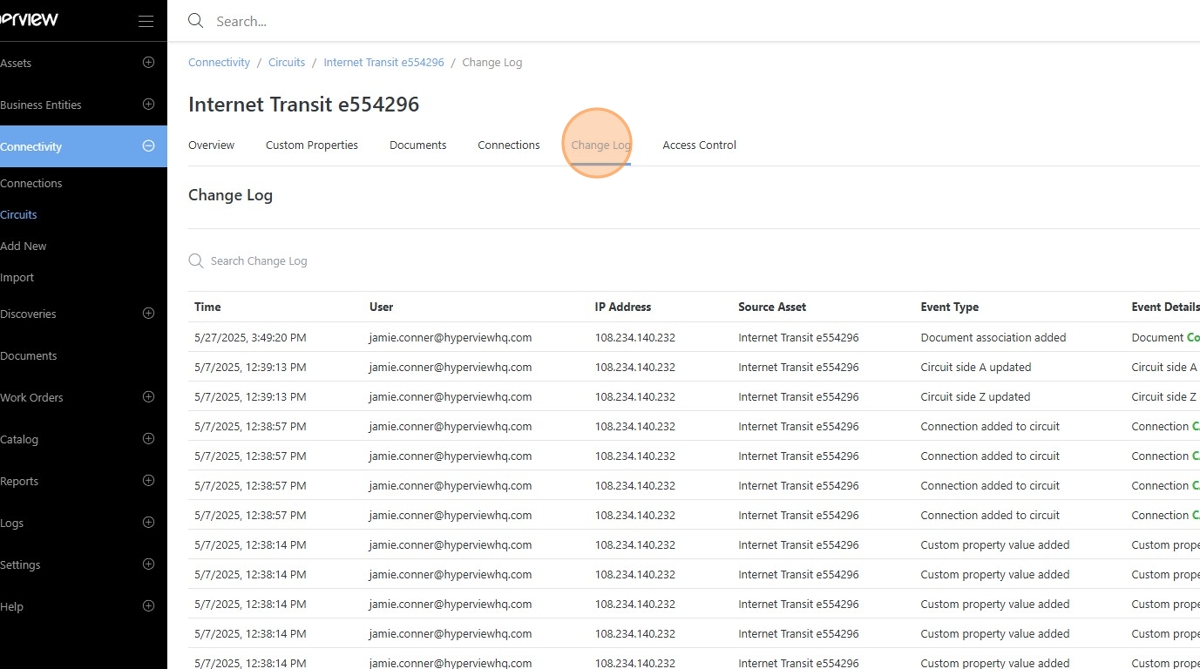 erview
Search...
Assets
Business Entities
Connectivity
Connections
Circuits
Add New
Import
Discoveries
Documents
Work Orders
Catalog
Reports
Logs
Settings
Help
Connectivity / Circuits / Internet Transit e554296 / Change Log
Internet Transit e554296
Overview Custom Properties Documents Connections Change Log Access Control
Change Log
Search Change Log
Time User IP Address Source Asset Event Type Event Details
5/27/2025, 3:49:20 PM jamie.conner@hyperviewhq.com 108.234.140.232 Internet Transit e554296 Document association added Document Co
5/7/2025, 12:39:13 PM jamie.conner@hyperviewhq.com 108.234.140.232 Internet Transit e554296 Circuit side A updated Circuit side A
5/7/2025, 12:39:13 PM jamie.conner@hyperviewhq.com 108.234.140.232 Internet Transit e554296 Circuit side Z updated Circuit side Z
5/7/2025, 12:38:57 PM jamie.conner@hyperviewhq.com 108.234.140.232 Internet Transit e554296 Connection added to circuit Connection C
5/7/2025, 12:38:57 PM jamie.conner@hyperviewhq.com 108.234.140.232 Internet Transit e554296 Connection added to circuit Connection C
5/7/2025, 12:38:57 PM jamie.conner@hyperviewhq.com 108.234.140.232 Internet Transit e554296 Connection added to circuit Connection C
5/7/2025, 12:38:57 PM jamie.conner@hyperviewhq.com 108.234.140.232 Internet Transit e554296 Connection added to circuit Connection C
5/7/2025, 12:38:14 PM jamie.conner@hyperviewhq.com 108.234.140.232 Internet Transit e554296 Custom property value added Custom prope
5/7/2025, 12:38:14 PM jamie.conner@hyperviewhq.com 108.234.140.232 Internet Transit e554296 Custom property value added Custom prope
5/7/2025, 12:38:14 PM jamie.conner@hyperviewhq.com 108.234.140.232 Internet Transit e554296 Custom property value added Custom prope
5/7/2025, 12:38:14 PM jamie.conner@hyperviewhq.com 108.234.140.232 Internet Transit e554296 Custom property value added Custom prope
5/7/2025, 12:38:14 PM jamie.conner@hyperviewhq.com 108.234.140.232 Internet Transit e554296 Custom property value added Custom prope